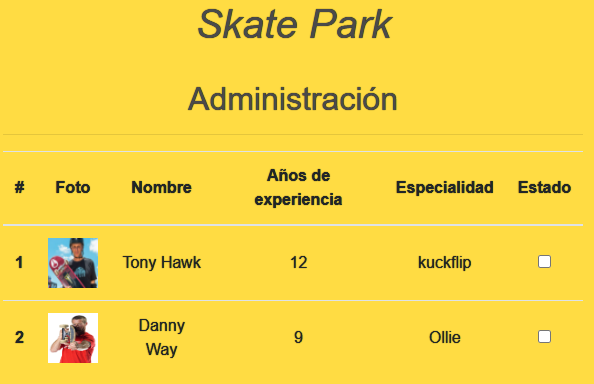 Skate Park
Administración
# Foto Nombre Años de experiencia Especialidad Estado
1 Tony Hawk 12 kuckflip
2 Danny Way 9 Ollie